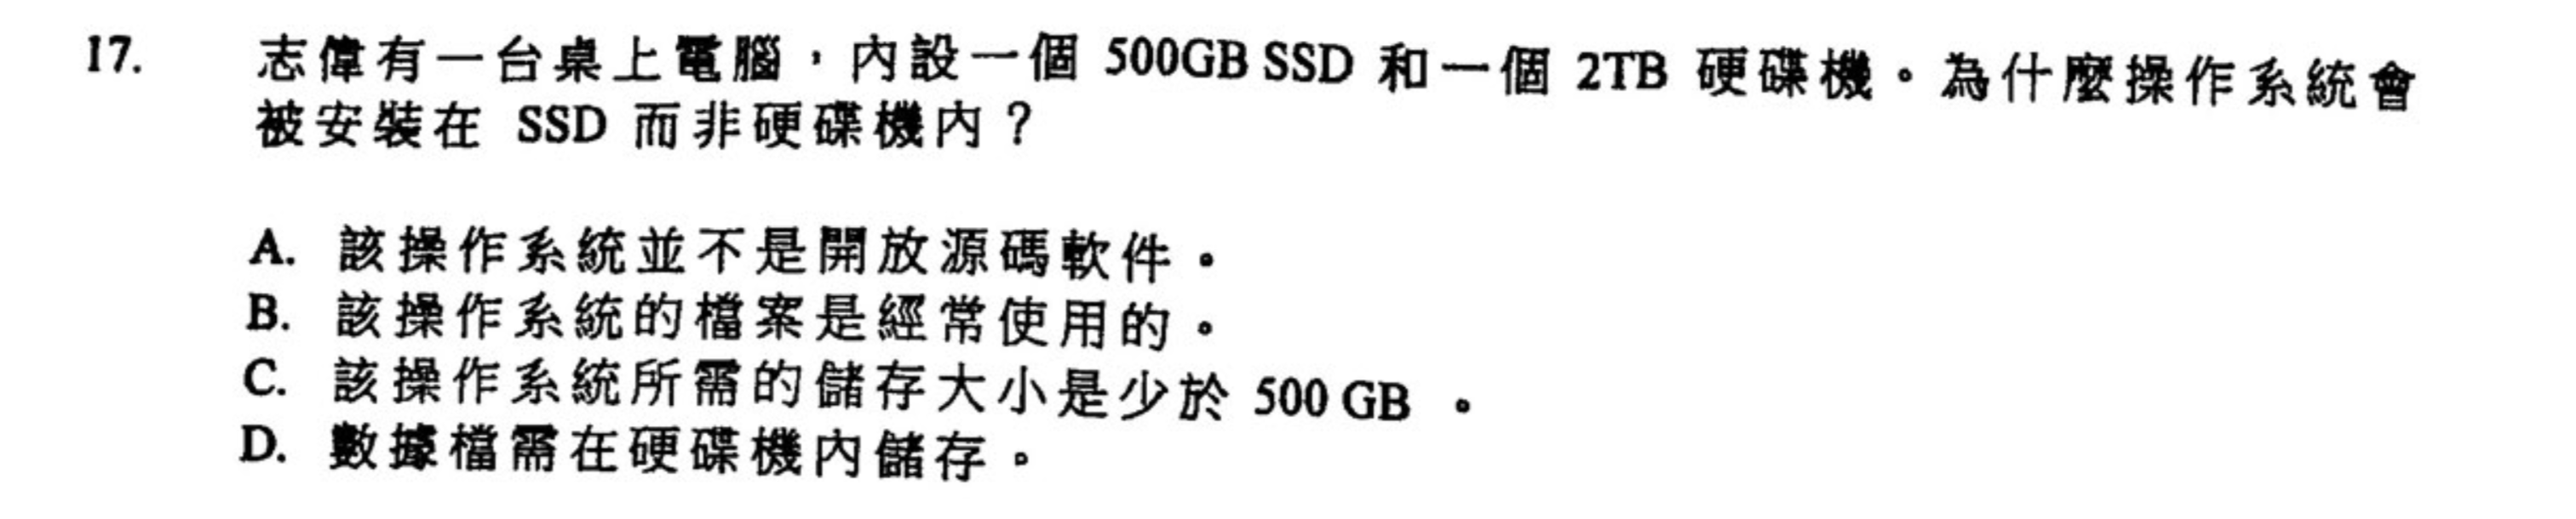 17. 志偉有一台桌上電腦，內設一個 500GB SSD 和一個 2TB 硬碟機。為什麼操作系統會
被安裝在 SSD 而非硬碟機內？
A. 該操作系統並不是開放源碼軟件。
B. 該操作系統的檔案是經常使用的。
C. 該操作系統所需的儲存大小是少於 500 GB 。
D. 數據檔需在硬碟機內儲存。